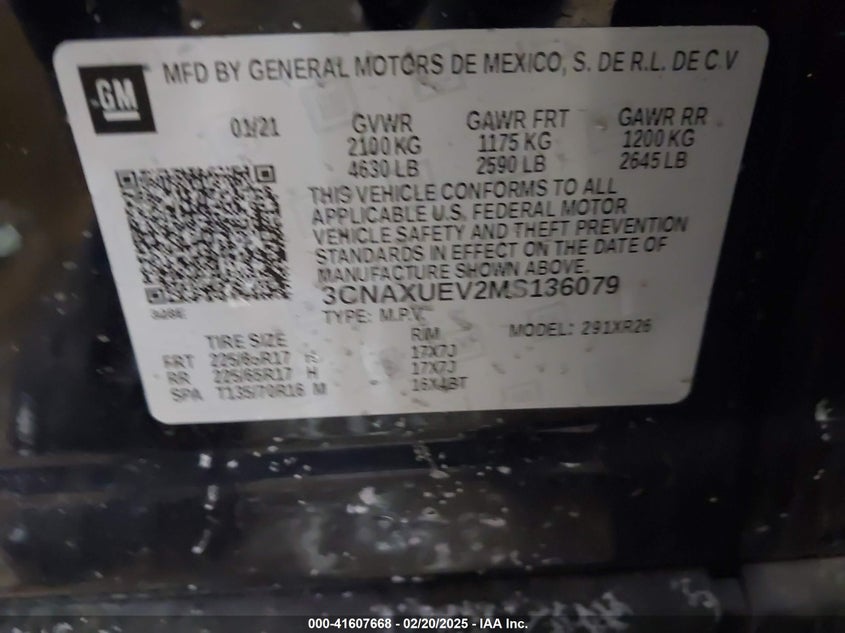 GM
MFD BY GENERAL MOTORS DE MEXICO, S. DE R.L. DE C.V
01/21
GVWR
2100 KG
4630 LB
GAWR FRT
1175 KG
2590 LB
GAWR RR
1200 KG
2645 LB
THIS VEHICLE CONFORMS TO ALL
APPLICABLE U.S. FEDERAL MOTOR
VEHICLE SAFETY AND THEFT PREVENTION
STANDARDS IN EFFECT ON THE DATE OF
MANUFACTURE SHOWN ABOVE.
3CNAXUEV2MS136079
TYPE: M.P.V.
MODEL: 291XR26
TIRE SIZE
RIM
FRT 225/65R17 H
17X7J
RR 225/65R17 H
17X7J
SPA T135/70R16 M
16X4BT
000-41607668 - 02/20/2025 - IAA Inc.